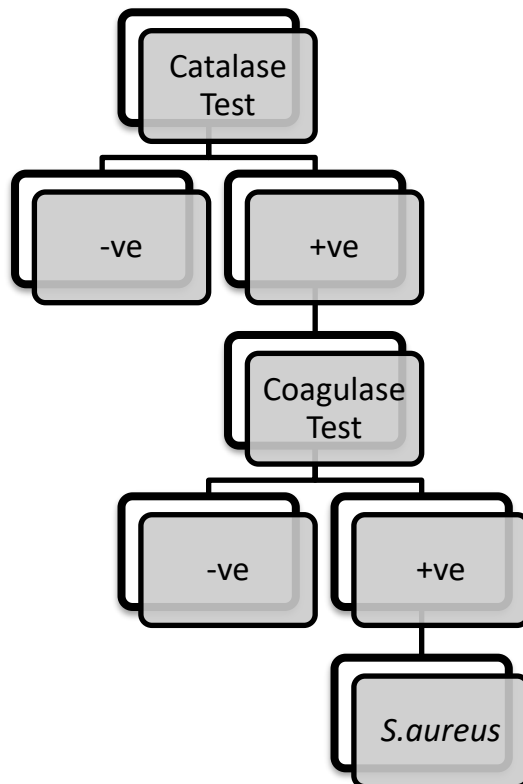 Catalase
Test
-ve
+ve
Coagulase
Test
-ve
+ve
S.aureus